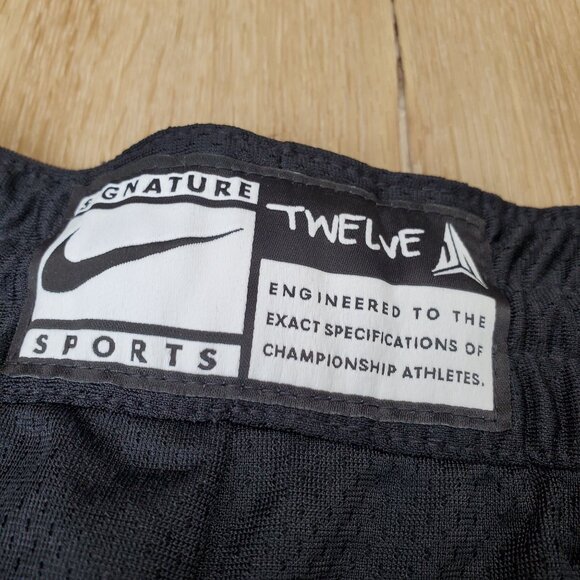 SIGNATURE
SPORTS
TWELVE
ENGINEERED TO THE
EXACT SPECIFICATIONS OF
CHAMPIONSHIP ATHLETES.